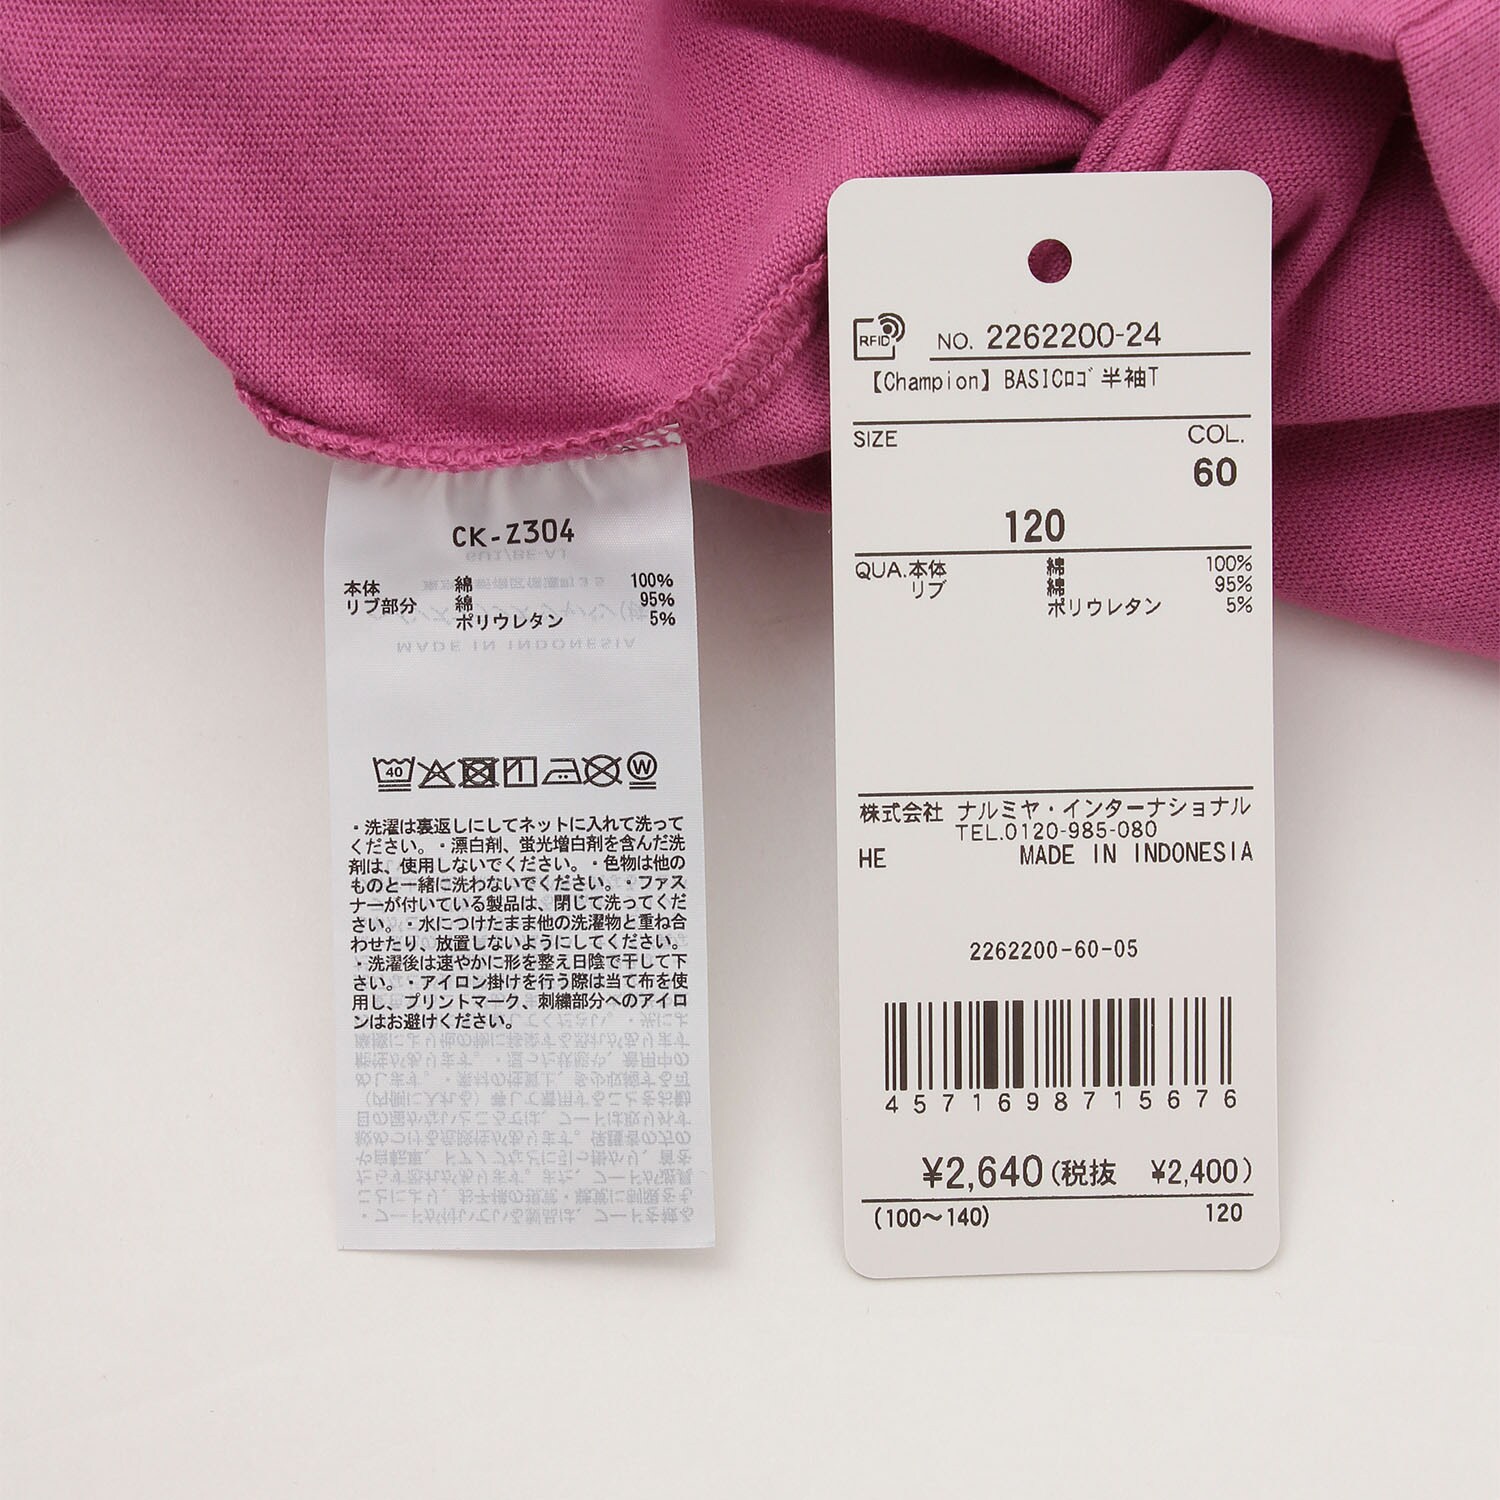 CK-Z304
本体 綿 100%
リブ部分 綿 95%
ポリウレタン 5%
MADE IN INDONESIA
40
W
・洗濯は裏返しにしてネットに入れて洗って
ください。・漂白剤、蛍光増白剤を含んだ洗
剤は、使用しないでください。・色物は他の
ものと一緒に洗わないでください。・ファス
ナーが付いている製品は、閉じて洗ってくだ
さい。・水につけたまま他の洗濯物と重ね合
わせたり、放置しないようにしてください。
・洗濯後は速やかに形を整え日陰で干して下
さい。・アイロン掛けを行う際は当て布を使
用し、プリントマーク、刺繍部分へのアイロ
ンはお避けください。
RFID NO. 2262200-24
【Champion】BASICﾛｺﾞ半袖T
SIZE COL.
60
120
QUA.本体 綿 100%
リブ 綿 95%
ポリウレタン 5%
株式会社 ナルミヤ・インターナショナル
TEL.0120-985-080
HE MADE IN INDONESIA
2262200-60-05
4571698715676
¥2,640(税抜 ¥2,400)
(100〜140) 120